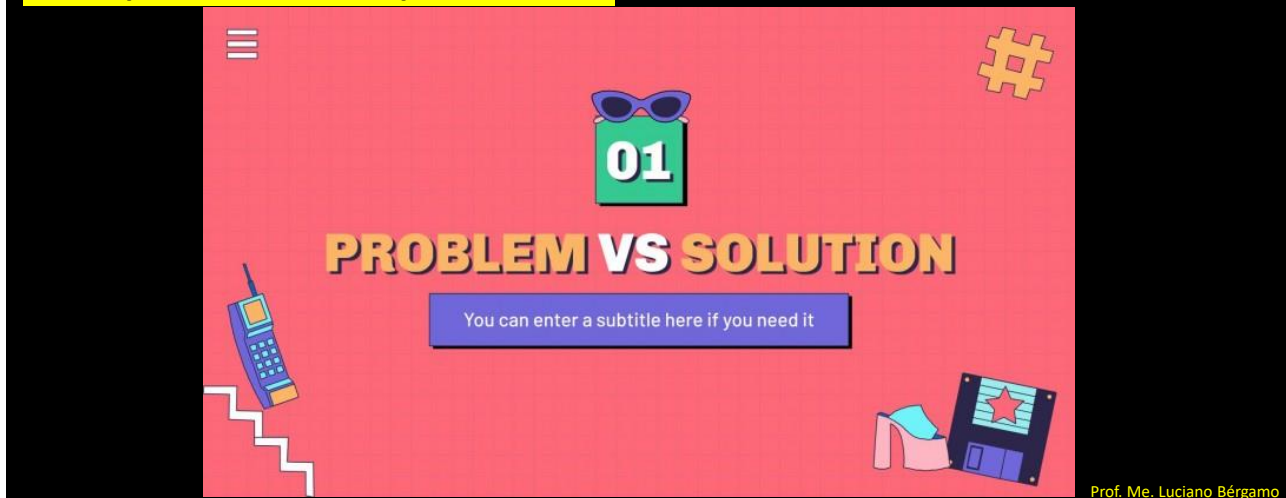 01
PROBLEM VS SOLUTION
You can enter a subtitle here if you need it
Prof. Me. Luciano Bérgamo